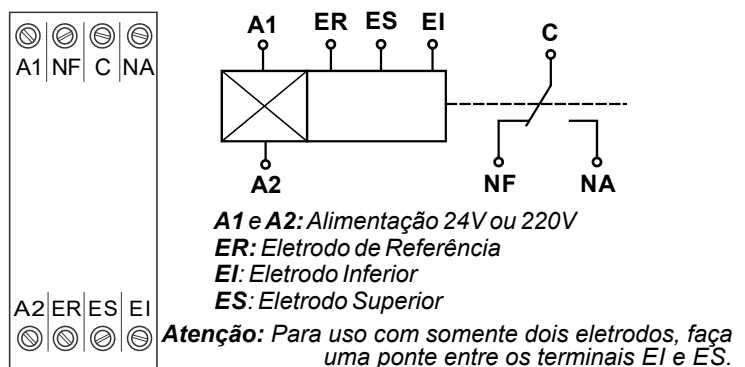 A1 NF C NA
A2 ER ES EI
A1 ER ES EI
C
A2
NF NA
A1 e A2: Alimentação 24V ou 220V
ER: Eletrodo de Referência
EI: Eletrodo Inferior
ES: Eletrodo Superior
Atenção: Para uso com somente dois eletrodos, faça
uma ponte entre os terminais EI e ES.